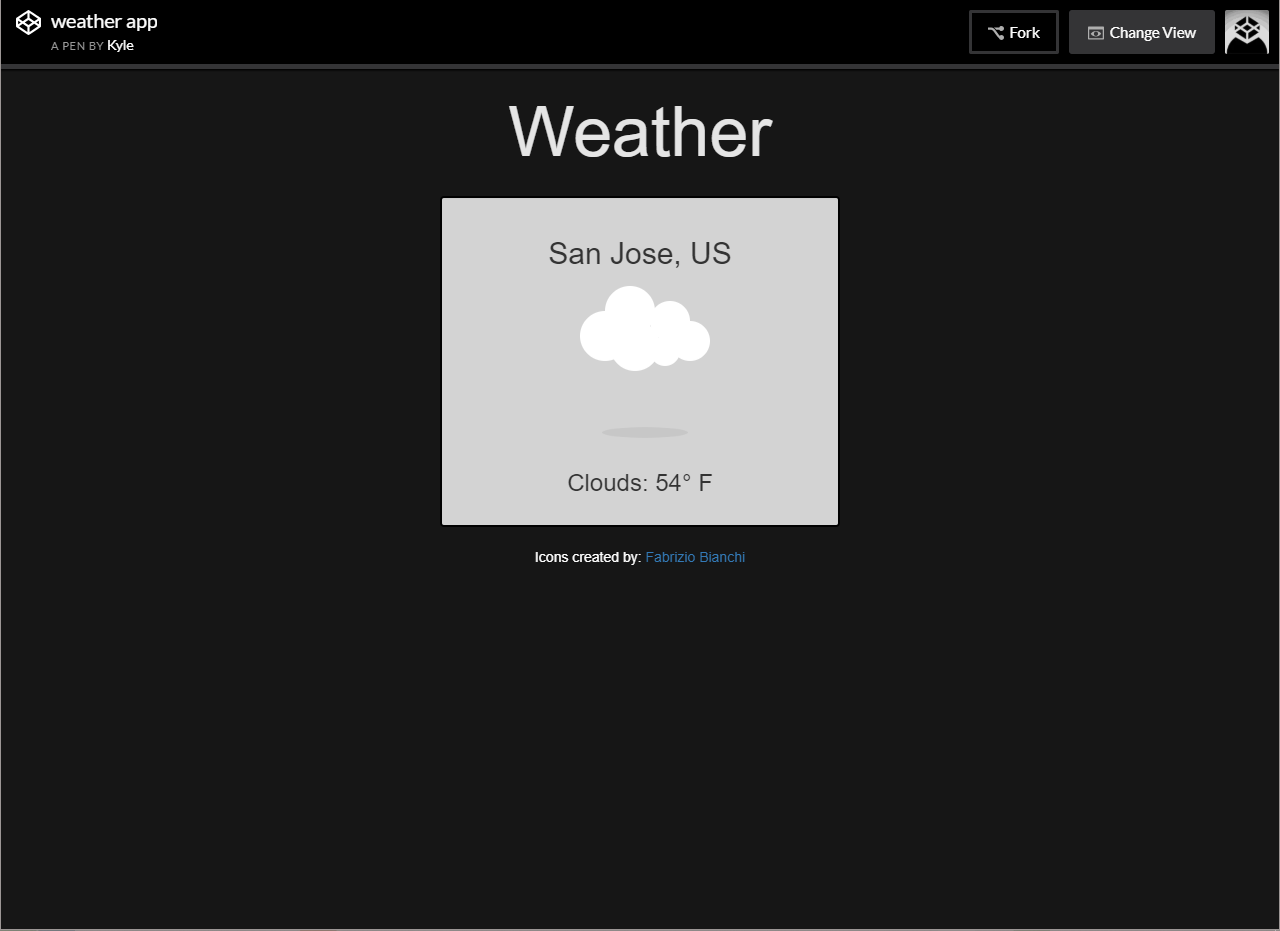 weather app
A PEN BY Kyle
Fork
Change View
Weather
San Jose, US
Clouds: 54° F
Icons created by: Fabrizio Bianchi